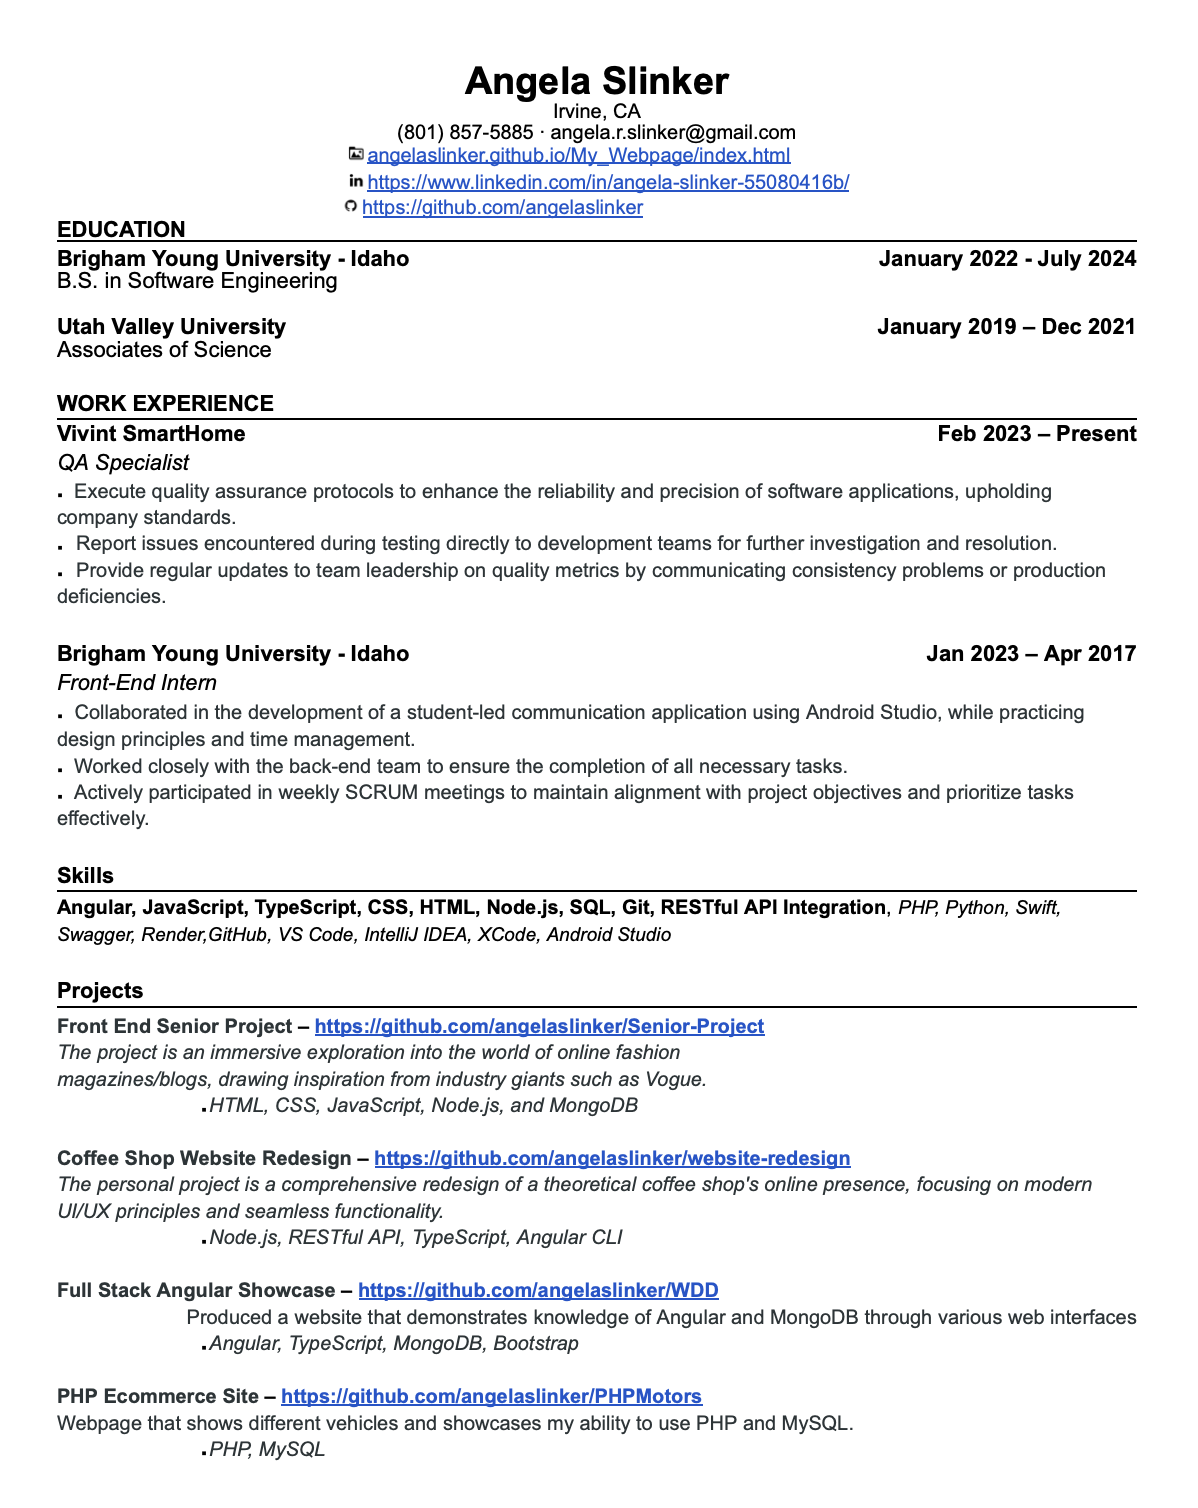 Angela Slinker
Irvine, CA
(801) 857-5885 · angela.r.slinker@gmail.com
angelaslinker.github.io/My_Webpage/index.html
in https://www.linkedin.com/in/angela-slinker-55080416b/
https://github.com/angelaslinker
EDUCATION
Brigham Young University - Idaho January 2022 - July 2024
B.S. in Software Engineering
Utah Valley University January 2019 – Dec 2021
Associates of Science
WORK EXPERIENCE
Vivint SmartHome Feb 2023 – Present
QA Specialist
▪ Execute quality assurance protocols to enhance the reliability and precision of software applications, upholding
company standards.
▪ Report issues encountered during testing directly to development teams for further investigation and resolution.
▪ Provide regular updates to team leadership on quality metrics by communicating consistency problems or production
deficiencies.
Brigham Young University - Idaho Jan 2023 – Apr 2017
Front-End Intern
▪ Collaborated in the development of a student-led communication application using Android Studio, while practicing
design principles and time management.
▪ Worked closely with the back-end team to ensure the completion of all necessary tasks.
▪ Actively participated in weekly SCRUM meetings to maintain alignment with project objectives and prioritize tasks
effectively.
Skills
Angular, JavaScript, TypeScript, CSS, HTML, Node.js, SQL, Git, RESTful API Integration, PHP, Python, Swift,
Swagger, Render,GitHub, VS Code, IntelliJ IDEA, XCode, Android Studio
Projects
Front End Senior Project – https://github.com/angelaslinker/Senior-Project
The project is an immersive exploration into the world of online fashion
magazines/blogs, drawing inspiration from industry giants such as Vogue.
▪HTML, CSS, JavaScript, Node.js, and MongoDB
Coffee Shop Website Redesign – https://github.com/angelaslinker/website-redesign
The personal project is a comprehensive redesign of a theoretical coffee shop's online presence, focusing on modern
UI/UX principles and seamless functionality.
▪Node.js, RESTful API, TypeScript, Angular CLI
Full Stack Angular Showcase – https://github.com/angelaslinker/WDD
Produced a website that demonstrates knowledge of Angular and MongoDB through various web interfaces
▪Angular, TypeScript, MongoDB, Bootstrap
PHP Ecommerce Site – https://github.com/angelaslinker/PHPMotors
Webpage that shows different vehicles and showcases my ability to use PHP and MySQL.
▪PHP, MySQL